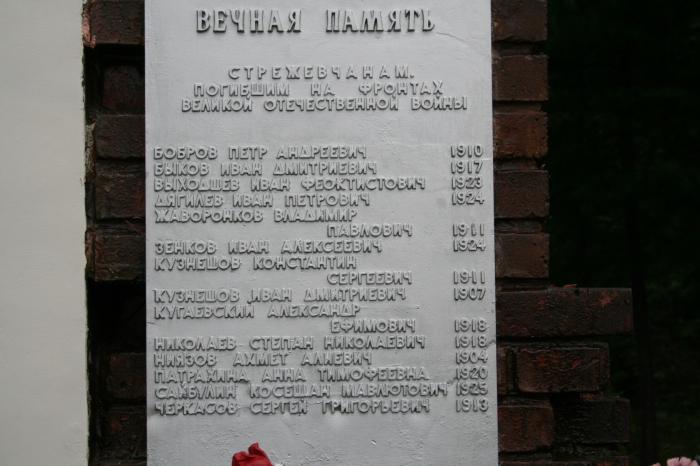 ВЕЧНАЯ ПАМЯТЬ
СТРЕЖЕВЧАНАМ,
ПОГИБШИМ НА ФРОНТАХ
ВЕЛИКОЙ ОТЕЧЕСТВЕННОЙ ВОЙНЫ
БОБРОВ ПЕТР АНДРЕЕВИЧ 1910
БЫКОВ ИВАН ДМИТРИЕВИЧ 1917
ВЫХОДЦЕВ ИВАН ФЕОКТИСТОВИЧ 1923
ДЯГИЛЕВ ИВАН ПЕТРОВИЧ 1924
ЖАВОРОНКОВ ВЛАДИМИР
ПАВЛОВИЧ 1911
ЗЕНКОВ ИВАН АЛЕКСЕЕВИЧ 1924
КУЗНЕЦОВ КОНСТАНТИН
СЕРГЕЕВИЧ 1911
КУЗНЕЦОВ ИВАН ДМИТРИЕВИЧ 1907
КУГАЕВСКИЙ АЛЕКСАНДР
ЕФИМОВИЧ 1918
НИКОЛАЕВ СТЕПАН НИКОЛАЕВИЧ 1918
НИЯЗОВ АХМЕТ АЛИЕВИЧ 1904
ПАТРАХИНА АННА ТИМОФЕЕВНА 1920
САЙБУЛИН КОСЕЦАН МАВЛЮТОВИЧ 1925
ЧЕРКАСОВ СЕРГЕЙ ГРИГОРЬЕВИЧ 1913